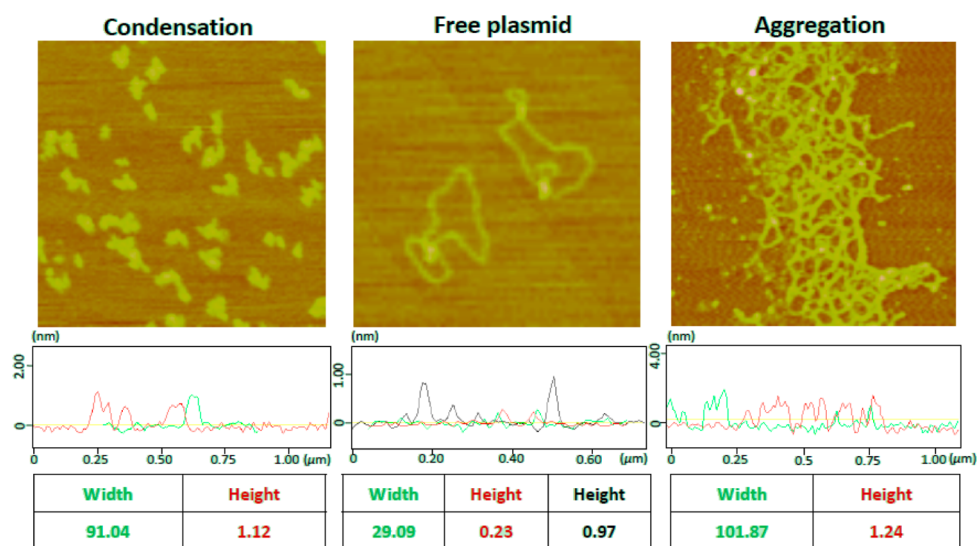 Condensation Free plasmid Aggregation
(nm) (nm) (nm)
2.00 1.00 4.00
0 0 0
0 0.25 0.50 0.75 1.00 (μm) 0 0.20 0.40 0.60 (μm) 0 0.25 0.5 0.75 1.00 (μm)
Width Height Width Height Height Width Height
91.04 1.12 29.09 0.23 0.97 101.87 1.24